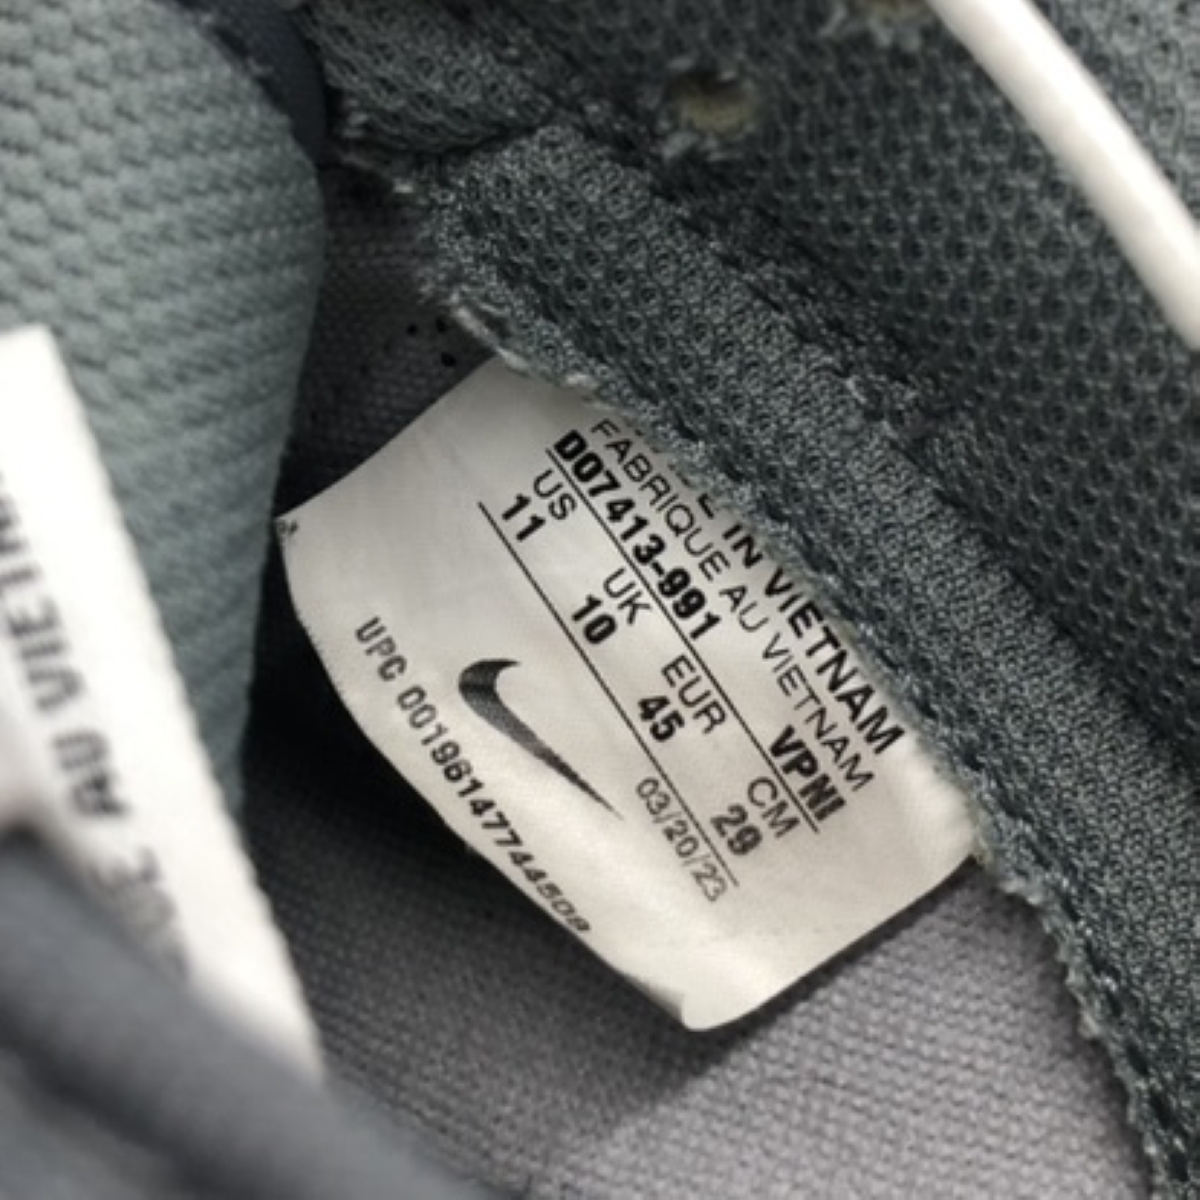 IN VIETNAM
FABRIQUE AU VIETNAM
DO7413-991 VPNI
US UK EUR CM
11 10 45 29
03/20/23
UPC 00196147744508
AU VIETN